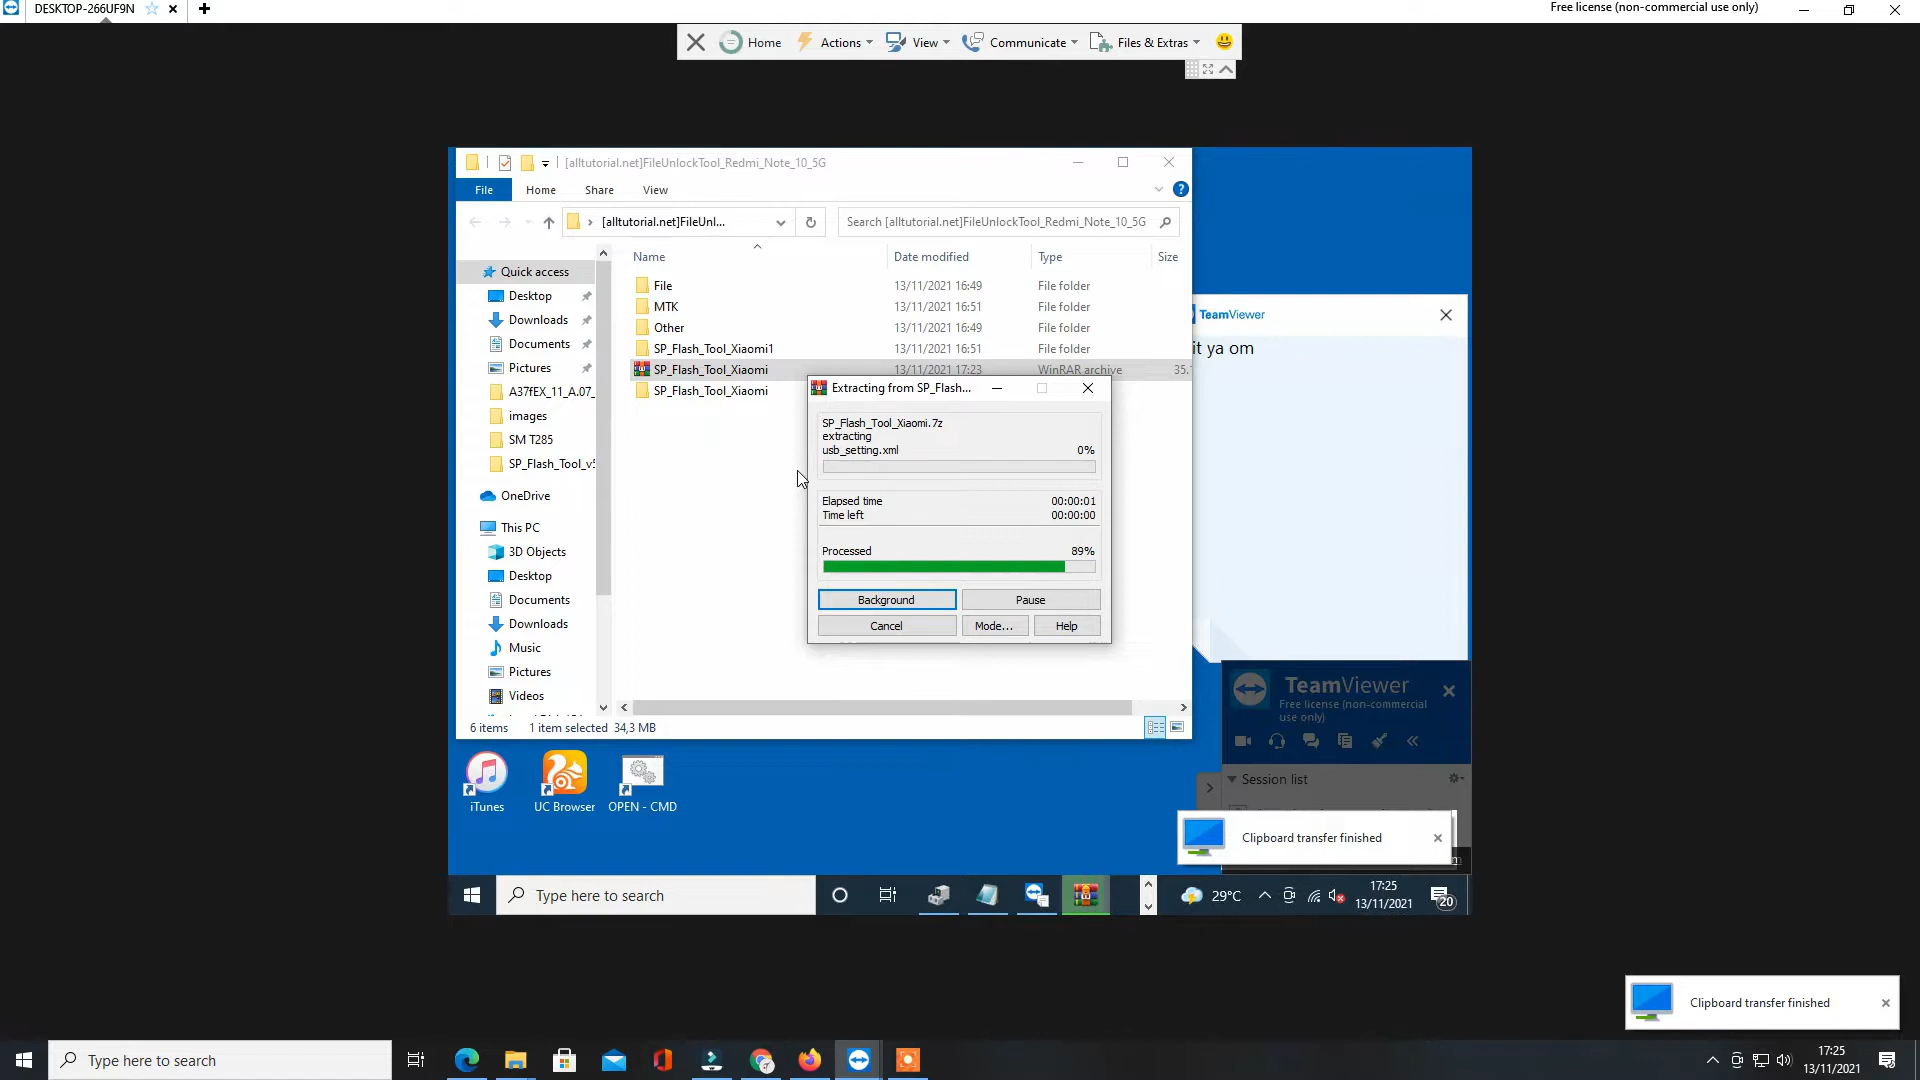 DESKTOP-266UF9N
Free license (non-commercial use only)
Home
Actions
View
Communicate
Files & Extras
[alltutorial.net]FileUnlockTool_Redmi_Note_10_5G
File
Home
Share
View
[alltutorial.net]FileUnl...
Search [alltutorial.net]FileUnlockTool_Redmi_Note_10_5G
Name
Date modified
Type
Size
Quick access
Desktop
Downloads
Documents
Pictures
A37fEX_11_A.07_
images
SM T285
SP_Flash_Tool_v5
OneDrive
This PC
3D Objects
Desktop
Documents
Downloads
Music
Pictures
Videos
File 13/11/2021 16:49 File folder
MTK 13/11/2021 16:51 File folder
Other 13/11/2021 16:49 File folder
SP_Flash_Tool_Xiaomi1 13/11/2021 16:51 File folder
SP_Flash_Tool_Xiaomi 13/11/2021 17:23 WinRAR archive 35.
SP_Flash_Tool_Xiaomi
Extracting from SP_Flash...
SP_Flash_Tool_Xiaomi.7z
extracting
usb_setting.xml 0%
Elapsed time 00:00:01
Time left 00:00:00
Processed 89%
Background
Pause
Cancel
Mode...
Help
6 items 1 item selected 34,3 MB
TeamViewer
it ya om
TeamViewer
Free license (non-commercial
use only)
Session list
Clipboard transfer finished
iTunes
UC Browser
OPEN - CMD
Type here to search
29°C
17:25
13/11/2021
20
Clipboard transfer finished
Type here to search
17:25
13/11/2021